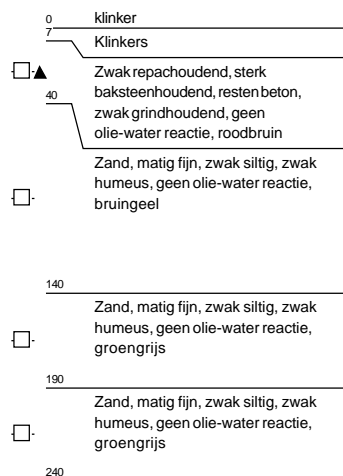 0 klinker
7 Klinkers
Zwak repachoudend, sterk
40 baksteenhoudend, resten beton,
zwak grindhoudend, geen
olie-water reactie, roodbruin
Zand, matig fijn, zwak siltig, zwak
humeus, geen olie-water reactie,
bruingeel
140
Zand, matig fijn, zwak siltig, zwak
humeus, geen olie-water reactie,
groengrijs
190
Zand, matig fijn, zwak siltig, zwak
humeus, geen olie-water reactie,
groengrijs
240